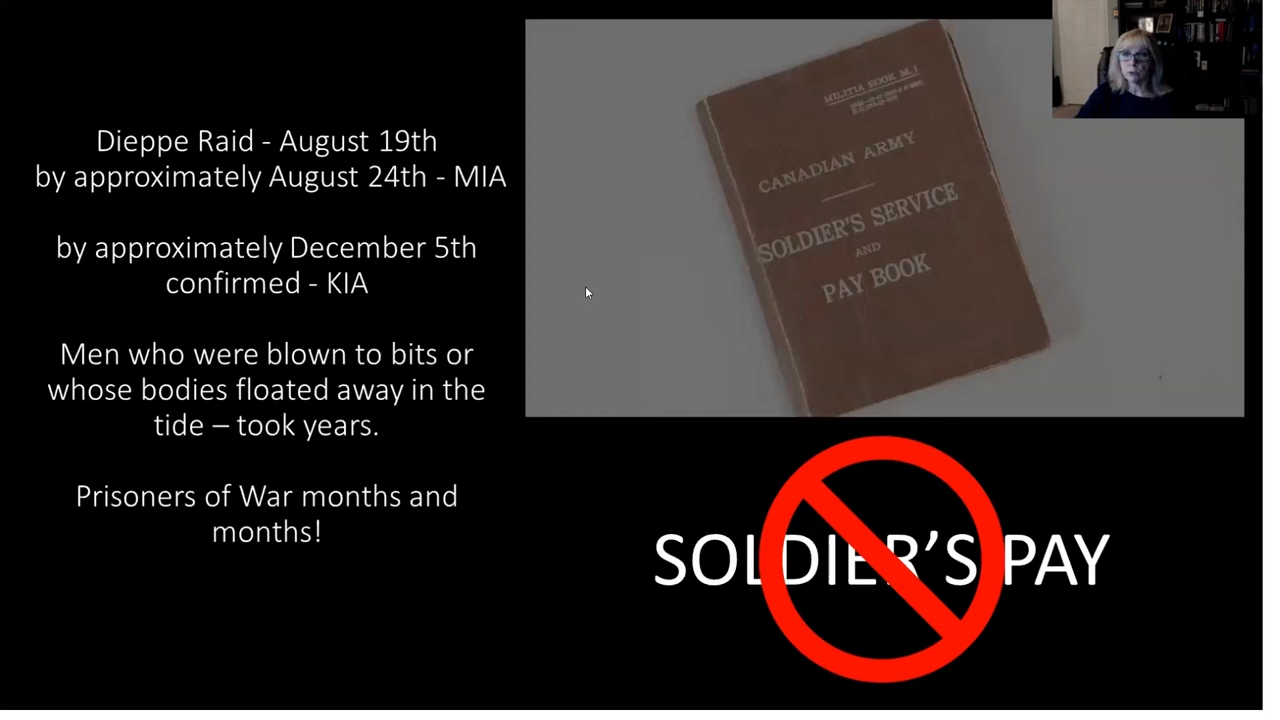 Dieppe Raid - August 19th
by approximately August 24th - MIA
by approximately December 5th
confirmed - KIA
Men who were blown to bits or
whose bodies floated away in the
tide – took years.
Prisoners of War months and
months!
MILITIA BOOK M.1
CANADIAN ARMY
SOLDIER'S SERVICE
AND
PAY BOOK
SOLDIER’S PAY